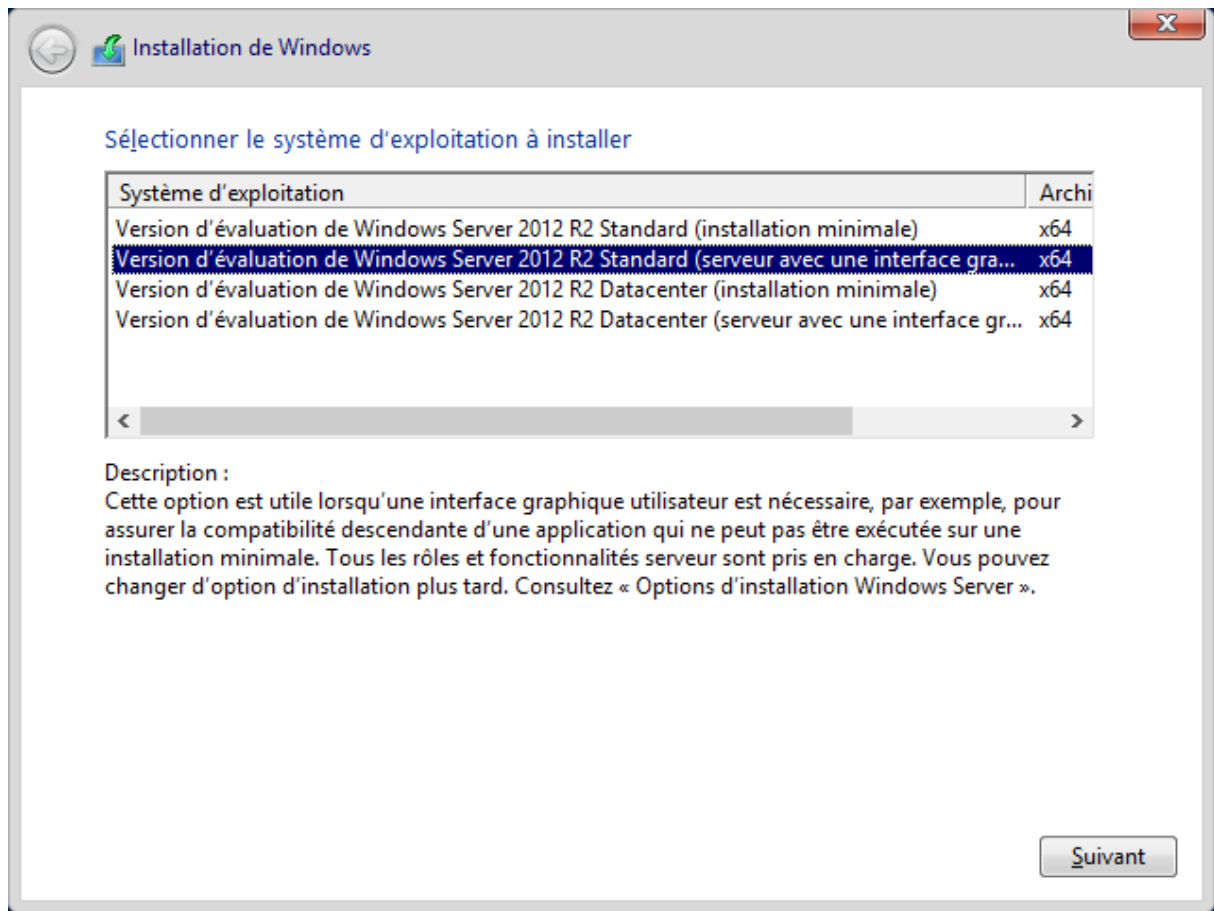 Installation de Windows
Sélectionner le système d'exploitation à installer
Système d'exploitation Archi
Version d'évaluation de Windows Server 2012 R2 Standard (installation minimale) x64
Version d'évaluation de Windows Server 2012 R2 Standard (serveur avec une interface gra... x64
Version d'évaluation de Windows Server 2012 R2 Datacenter (installation minimale) x64
Version d'évaluation de Windows Server 2012 R2 Datacenter (serveur avec une interface gr... x64
Description :
Cette option est utile lorsqu'une interface graphique utilisateur est nécessaire, par exemple, pour
assurer la compatibilité descendante d'une application qui ne peut pas être exécutée sur une
installation minimale. Tous les rôles et fonctionnalités serveur sont pris en charge. Vous pouvez
changer d'option d'installation plus tard. Consultez « Options d'installation Windows Server ».
Suivant